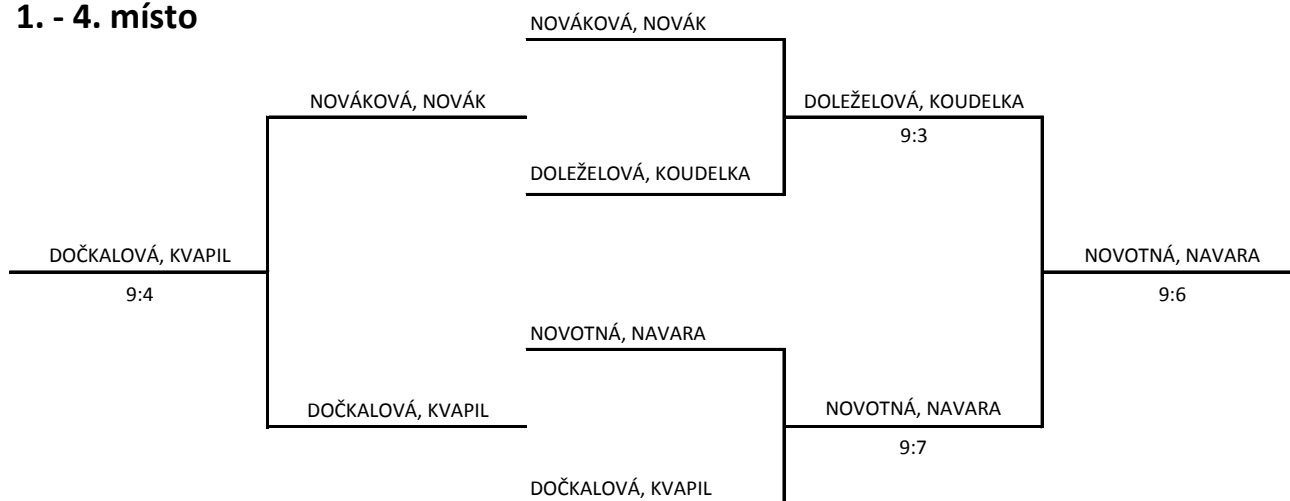 1. - 4. místo
NOVÁKOVÁ, NOVÁK
NOVÁKOVÁ, NOVÁK
DOLEŽELOVÁ, KOUDELKA
9:3
DOLEŽELOVÁ, KOUDELKA
DOČKALOVÁ, KVAPIL
NOVOTNÁ, NAVARA
9:4
9:6
NOVOTNÁ, NAVARA
DOČKALOVÁ, KVAPIL
NOVOTNÁ, NAVARA
9:7
DOČKALOVÁ, KVAPIL